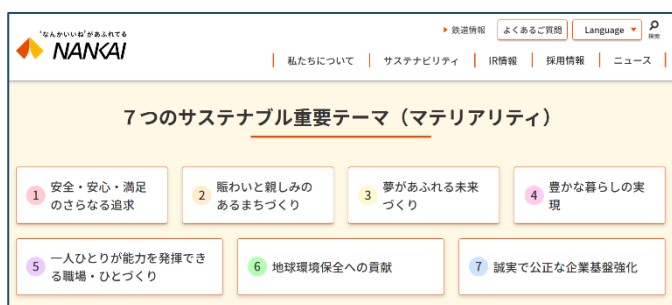 'なんかいいね'があふれてる
NANKAI
鉄道情報
よくあるご質問
Language
検索
私たちについて
サステナビリティ
IR情報
採用情報
ニュース
7つのサステナブル重要テーマ（マテリアリティ）
1 安全・安心・満足
のさらなる追求
2 賑わいと親しみの
あるまちづくり
3 夢があふれる未来
づくり
4 豊かな暮らしの実
現
5 一人ひとりが能力を発揮でき
る職場・ひとづくり
6 地球環境保全への貢献
7 誠実で公正な企業基盤強化